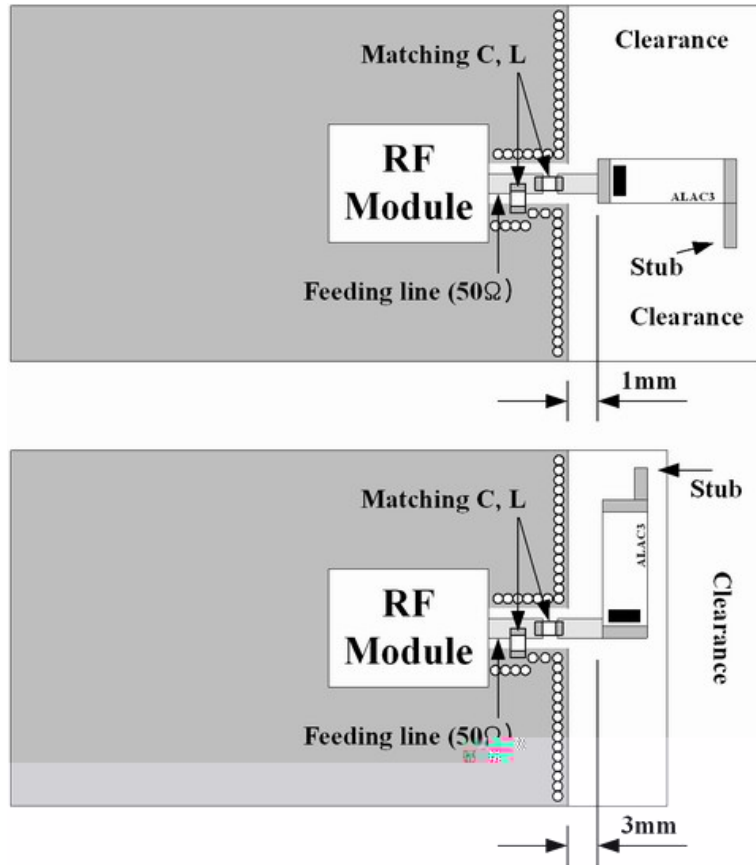 Clearance
Matching C, L
RF
Module
ALAC3
Stub
Feeding line (50Ω)
Clearance
1mm
Stub
Matching C, L
ALAC3
RF
Module
Clearance
Feeding line (50Ω)
3mm